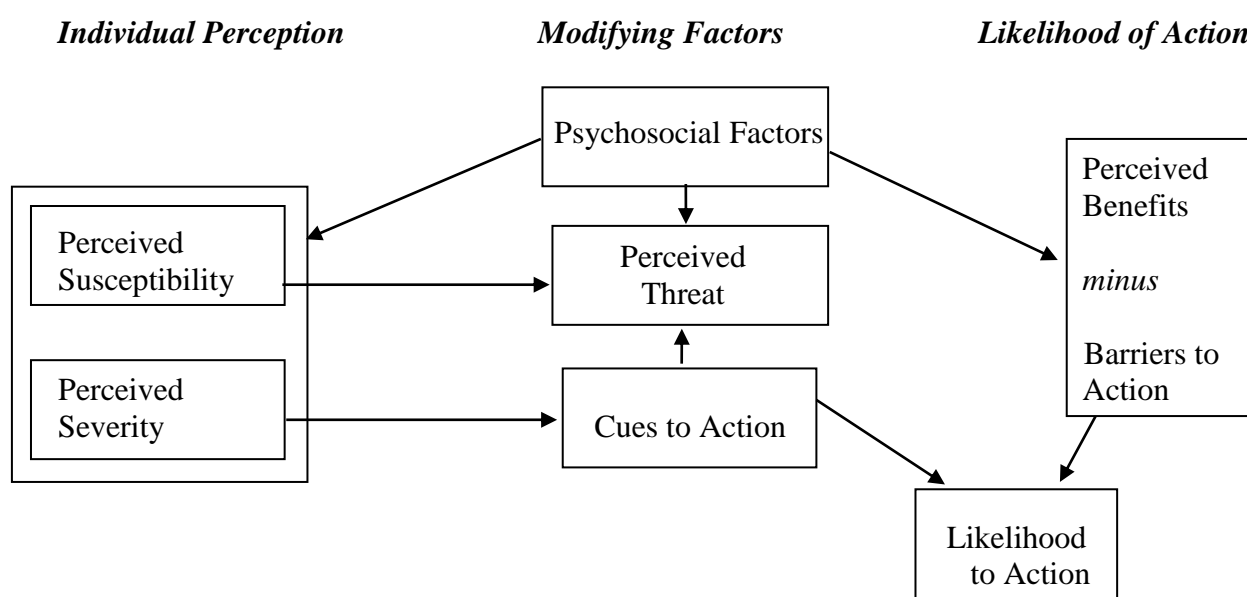 Individual Perception
Modifying Factors
Likelihood of Action
Psychosocial Factors
Perceived
Susceptibility
Perceived
Threat
Perceived
Benefits
minus
Barriers to
Action
Perceived
Severity
Cues to Action
Likelihood
to Action